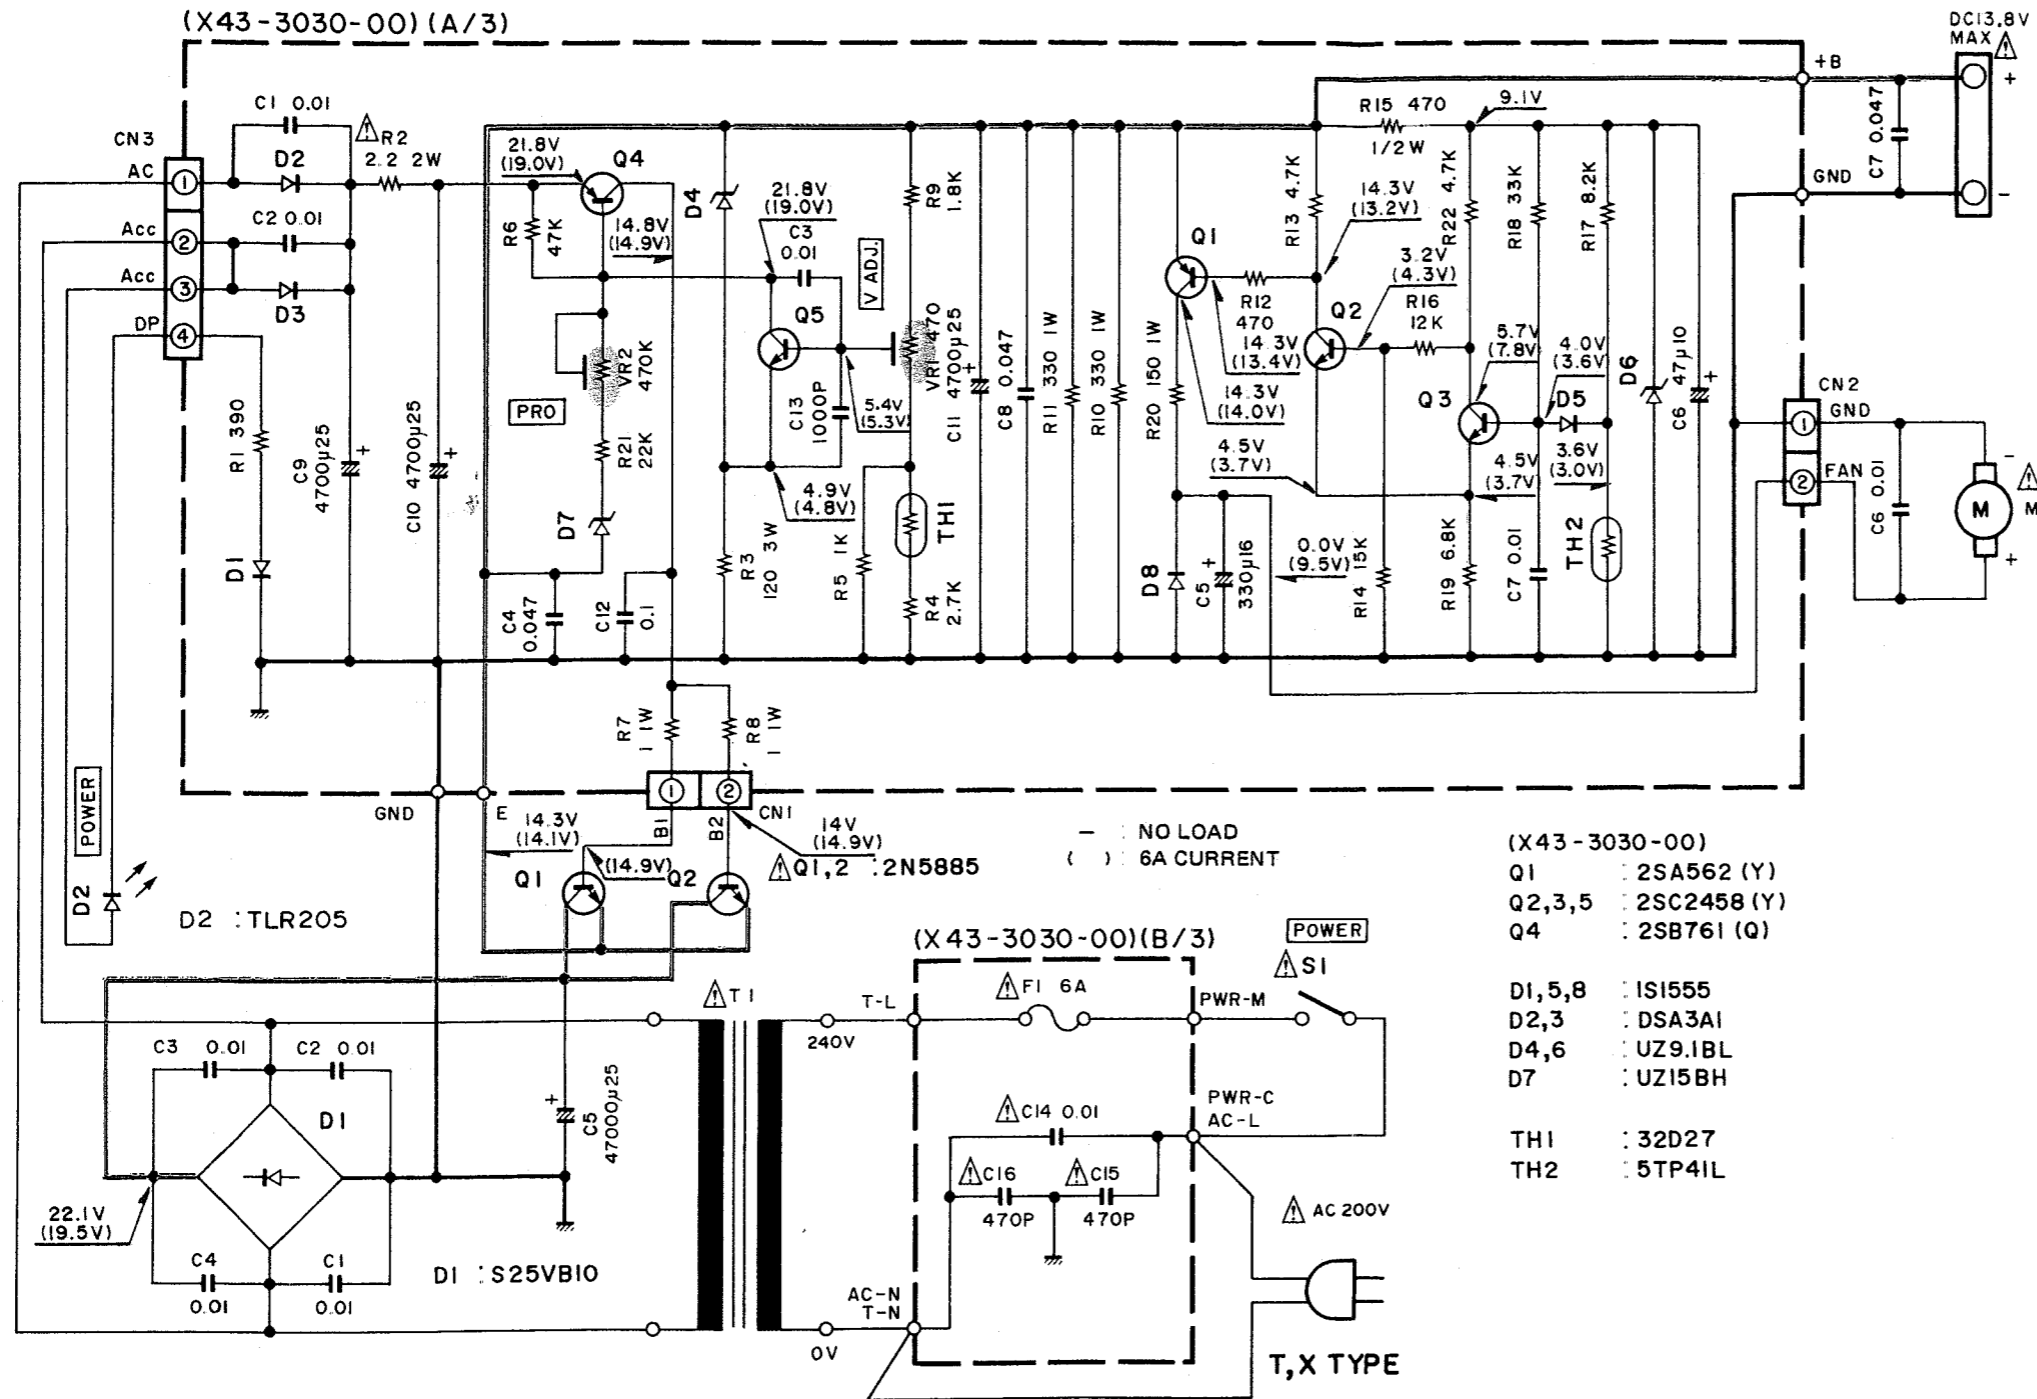 (X43-3030-00)(A/3)
DC13.8V
MAX
+B
+
C7 0.047
GND
-
CN3
AC
1
Acc
2
Acc
3
DP
4
C1 0.01
D2
R2
2.2 2W
C2 0.01
D3
R1 390
D1
C9
4700µ25
+
C10 4700µ25
+
21.8V
(19.0V)
Q4
R6
47K
14.8V
(14.9V)
VR2
470K
PRO
R21
22K
D7
C4
0.047
C12
0.1
D4
21.8V
(19.0V)
C3
0.01
V ADJ.
Q5
C13
1000P
5.4V
(5.3V)
4.9V
(4.8V)
R3
120 3W
R5 1K
R9
1.8K
VR1 470
TH1
R4
2.7K
C11 4700µ25
+
C8 0.047
R11 330 1W
R10 330 1W
Q1
R20 150 1W
R12
470
14.3V
(13.4V)
14.3V
(14.0V)
4.5V
(3.7V)
D8
C5
330µ16
+
0.0V
(9.5V)
R15 470
1/2W
9.1V
R13 4.7K
14.3V
(13.2V)
3.2V
(4.3V)
Q2
R16
12K
R14 15K
R22 4.7K
R18 33K
R17 8.2K
5.7V
(7.8V)
4.0V
(3.6V)
Q3
D5
3.6V
(3.0V)
4.5V
(3.7V)
R19 6.8K
C7 0.01
TH2
D6
C6 47µ10
+
CN2
1
GND
2
FAN
C6 0.01
-
M
M
+
R7
1 1W
R8
1 1W
1
2
CN1
B1
B2
GND
E
14.3V
(14.1V)
(14.9V)
14V
(14.9V)
Q1
Q2
Q1,2 : 2N5885
POWER
D2
D2 : TLR205
- : NO LOAD
( ) : 6A CURRENT
(X43-3030-00)
Q1 : 2SA562 (Y)
Q2,3,5 : 2SC2458 (Y)
Q4 : 2SB761 (Q)
D1,5,8 : 1S1555
D2,3 : DSA3A1
D4,6 : UZ9.1BL
D7 : UZ15BH
TH1 : 32D27
TH2 : 5TP41L
C3 0.01
C2 0.01
D1
22.1V
(19.5V)
C4
0.01
C1
0.01
D1 : S25VB10
C5
47000µ25
+
T1
240V
0V
(X43-3030-00)(B/3)
T-L
F1 6A
PWR-M
POWER
S1
C14 0.01
PWR-C
AC-L
C16
470P
C15
470P
AC-N
T-N
AC 200V
T,X TYPE